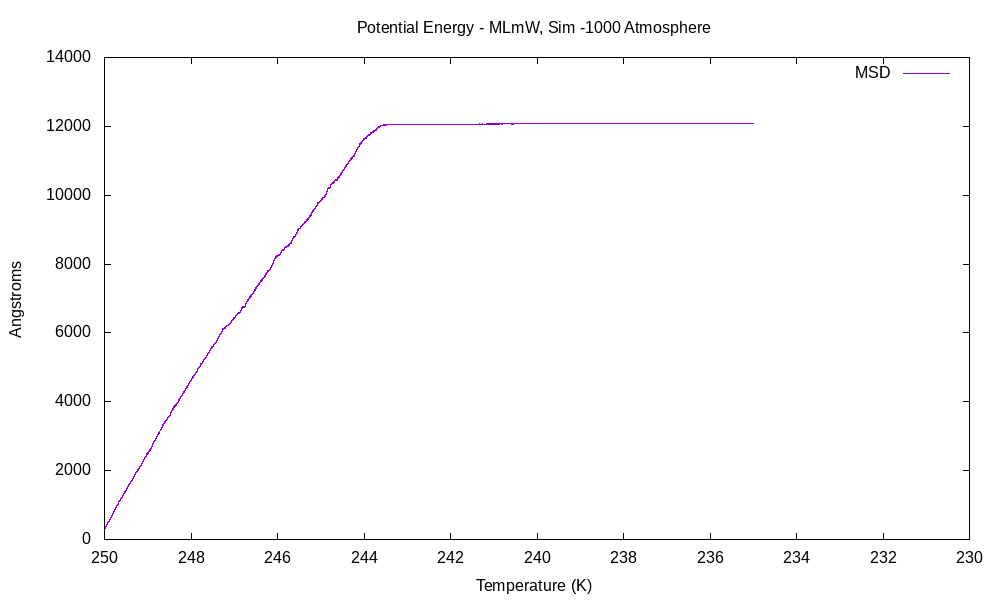 Potential Energy - MLmW, Sim -1000 Atmosphere
MSD
14000
12000
10000
8000
6000
4000
2000
0
Angstroms
250 248 246 244 242 240 238 236 234 232 230
Temperature (K)